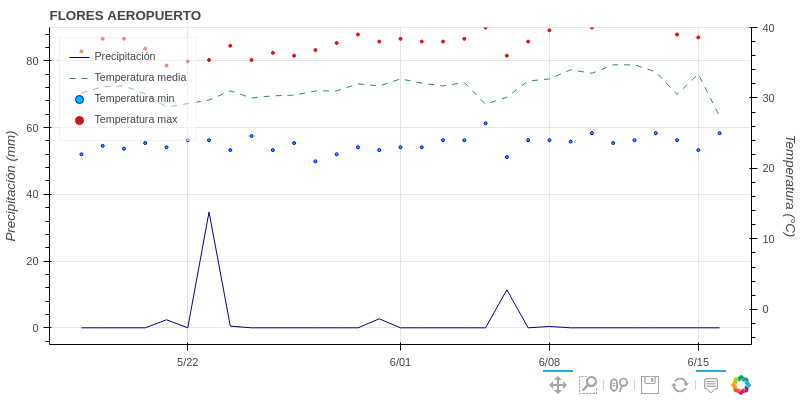 FLORES AEROPUERTO
Precipitación
Temperatura media
Temperatura min
Temperatura max
Precipitación (mm)
80
60
40
20
0
Temperatura (°C)
40
30
20
10
0
5/22
6/01
6/08
6/15